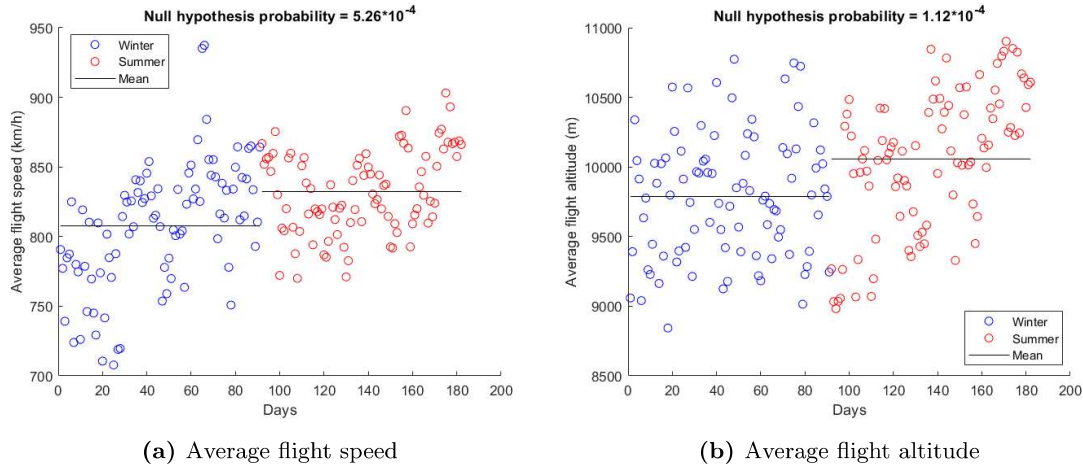 Null hypothesis probability = 5.26*10-4
950
900
850
800
750
700
Average flight speed (km/h)
Winter
Summer
Mean
0 20 40 60 80 100 120 140 160 180 200
Days
(a) Average flight speed
Null hypothesis probability = 1.12*10-4
11000
10500
10000
9500
9000
8500
Average flight altitude (m)
Winter
Summer
Mean
0 20 40 60 80 100 120 140 160 180 200
Days
(b) Average flight altitude